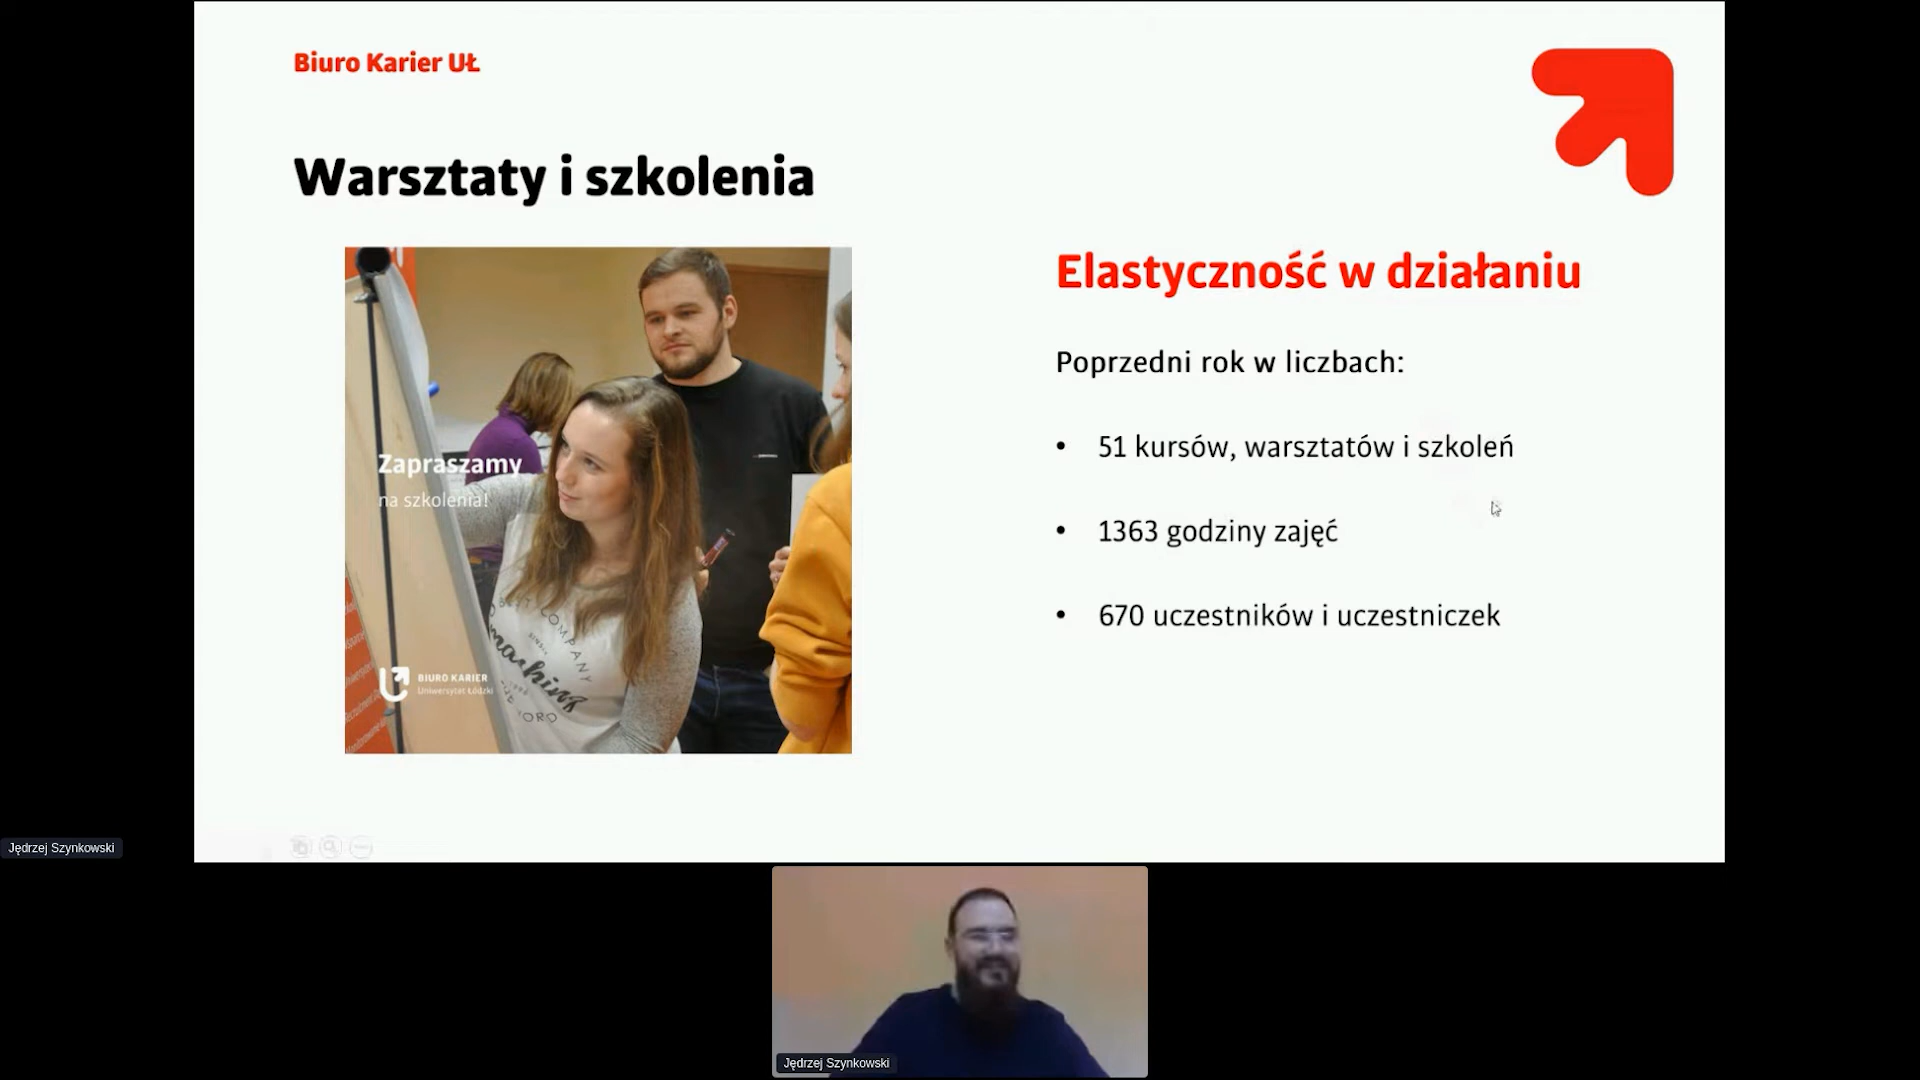 Biuro Karier UŁ
Warsztaty i szkolenia
Zapraszamy
na szkolenia!
COMPANY
BIURO KARIER
Uniwersytet Łódzki
Elastyczność w działaniu
Poprzedni rok w liczbach:
• 51 kursów, warsztatów i szkoleń
• 1363 godziny zajęć
• 670 uczestników i uczestniczek
Jędrzej Szynkowski
Jędrzej Szynkowski